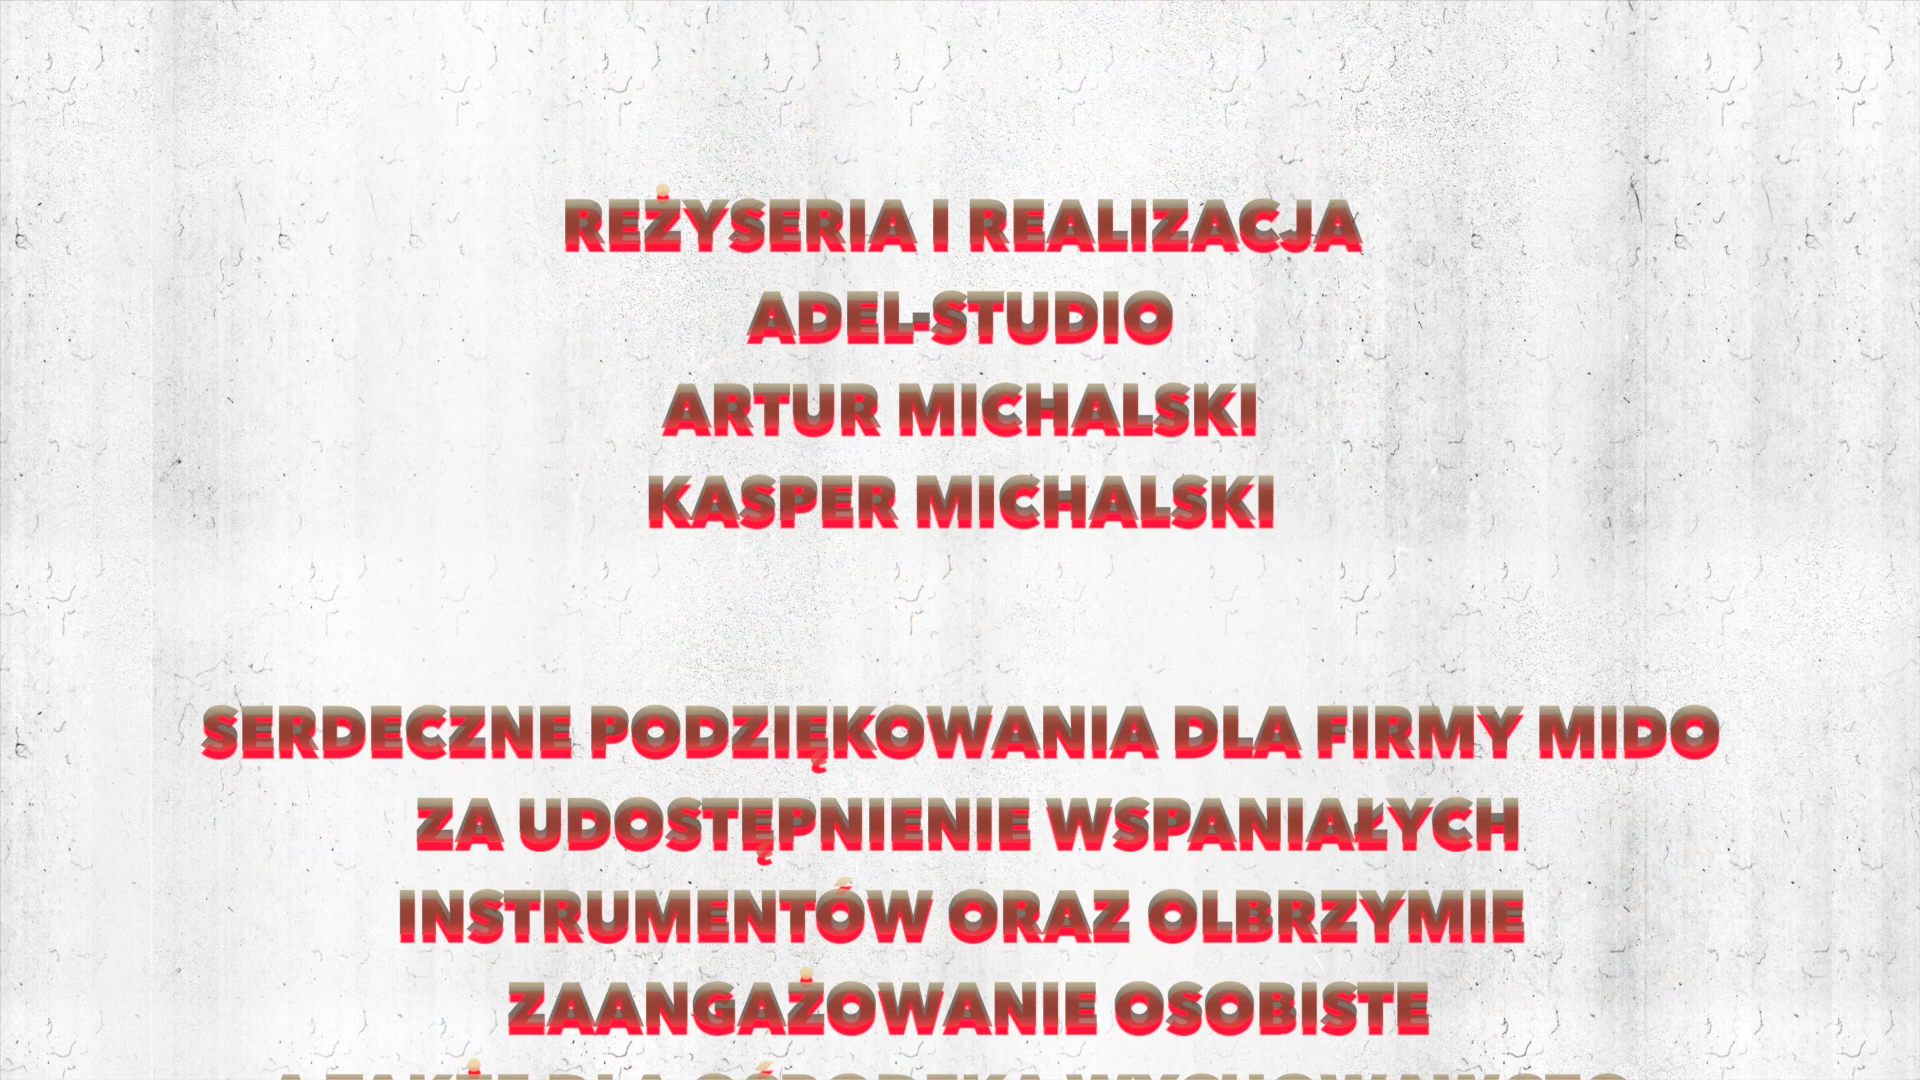 REŻYSERIA I REALIZACJA
ADEL-STUDIO
ARTUR MICHALSKI
KASPER MICHALSKI
SERDECZNE PODZIĘKOWANIA DLA FIRMY MIDO
ZA UDOSTĘPNIENIE WSPANIAŁYCH
INSTRUMENTÓW ORAZ OLBRZYMIE
ZAANGAŻOWANIE OSOBISTE